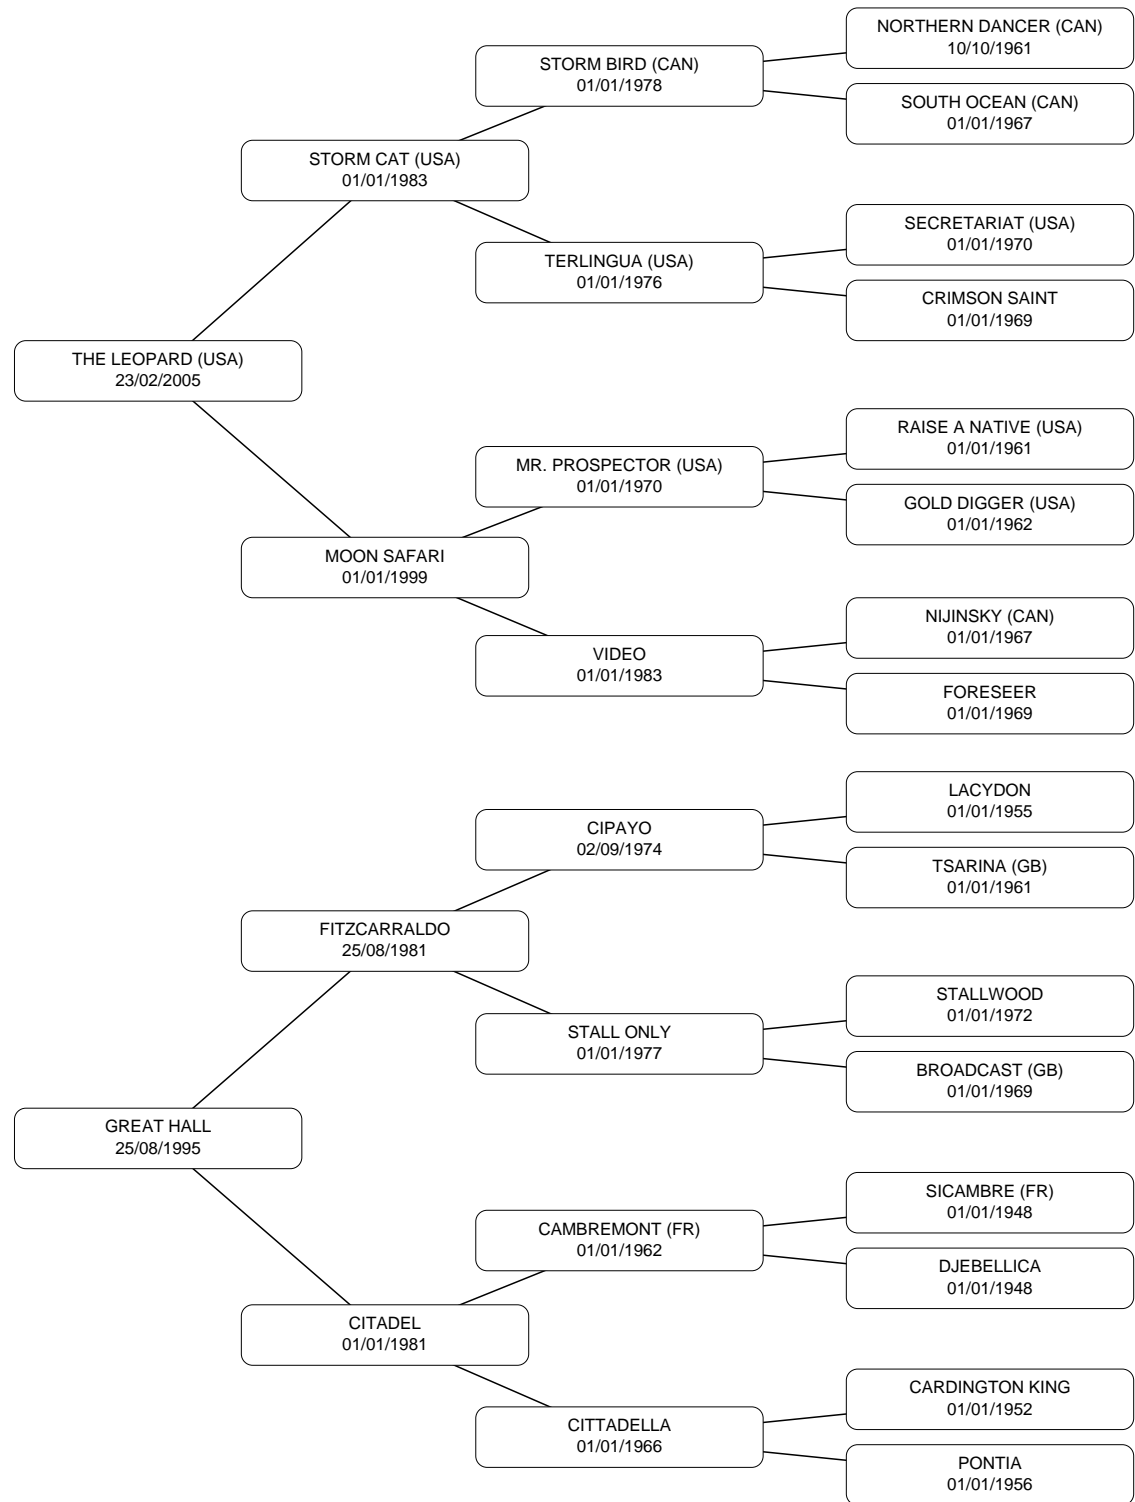 NORTHERN DANCER (CAN)
10/10/1961
STORM BIRD (CAN)
01/01/1978
SOUTH OCEAN (CAN)
01/01/1967
STORM CAT (USA)
01/01/1983
SECRETARIAT (USA)
01/01/1970
TERLINGUA (USA)
01/01/1976
CRIMSON SAINT
01/01/1969
THE LEOPARD (USA)
23/02/2005
RAISE A NATIVE (USA)
01/01/1961
MR. PROSPECTOR (USA)
01/01/1970
GOLD DIGGER (USA)
01/01/1962
MOON SAFARI
01/01/1999
NIJINSKY (CAN)
01/01/1967
VIDEO
01/01/1983
FORESEER
01/01/1969
LACYDON
01/01/1955
CIPAYO
02/09/1974
TSARINA (GB)
01/01/1961
FITZCARRALDO
25/08/1981
STALLWOOD
01/01/1972
STALL ONLY
01/01/1977
BROADCAST (GB)
01/01/1969
GREAT HALL
25/08/1995
SICAMBRE (FR)
01/01/1948
CAMBREMONT (FR)
01/01/1962
DJEBELLICA
01/01/1948
CITADEL
01/01/1981
CARDINGTON KING
01/01/1952
CITTADELLA
01/01/1966
PONTIA
01/01/1956